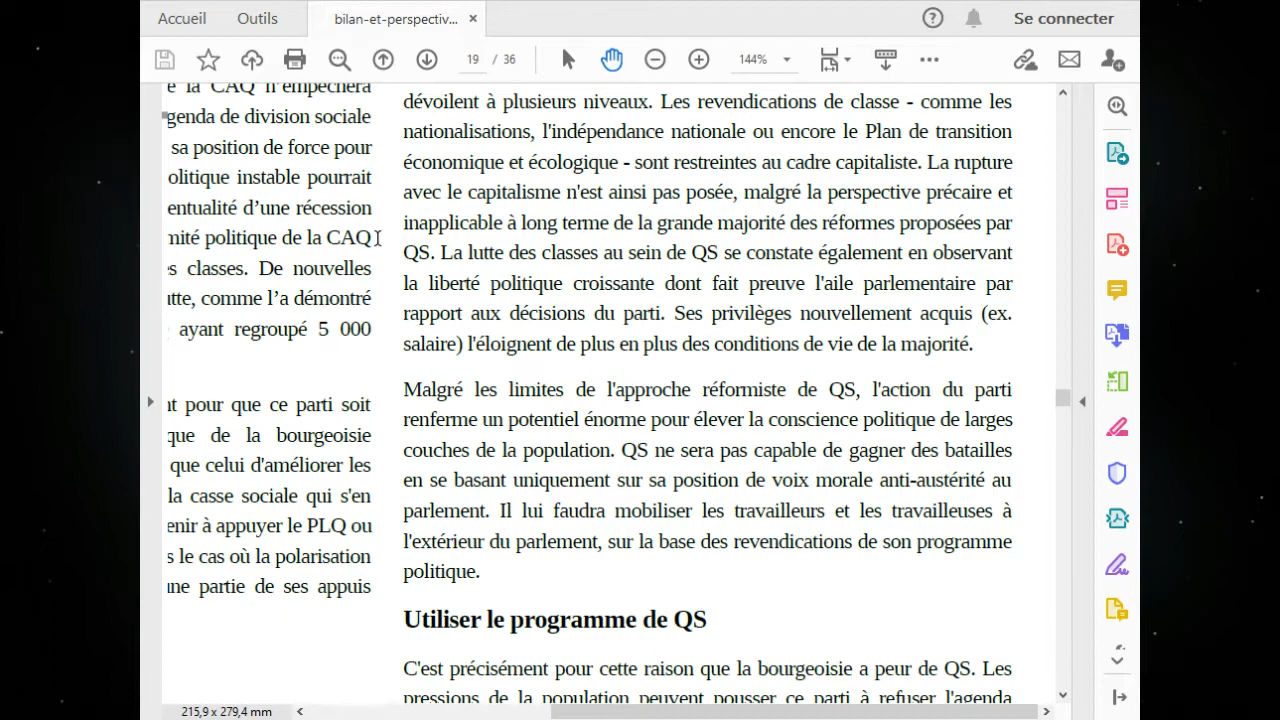 Accueil Outils bilan-et-perspectiv... × Se connecter
19 / 36 144%
e la CAQ n'empêchera
genda de division sociale
sa position de force pour
olitique instable pourrait
entualité d’une récession
mité politique de la CAQ
s classes. De nouvelles
utte, comme l’a démontré
ayant regroupé 5 000
nt pour que ce parti soit
que de la bourgeoisie
que celui d'améliorer les
la casse sociale qui s'en
enir à appuyer le PLQ ou
s le cas où la polarisation
une partie de ses appuis
dévoilent à plusieurs niveaux. Les revendications de classe - comme les
nationalisations, l'indépendance nationale ou encore le Plan de transition
économique et écologique - sont restreintes au cadre capitaliste. La rupture
avec le capitalisme n'est ainsi pas posée, malgré la perspective précaire et
inapplicable à long terme de la grande majorité des réformes proposées par
QS. La lutte des classes au sein de QS se constate également en observant
la liberté politique croissante dont fait preuve l'aile parlementaire par
rapport aux décisions du parti. Ses privilèges nouvellement acquis (ex.
salaire) l'éloignent de plus en plus des conditions de vie de la majorité.
Malgré les limites de l'approche réformiste de QS, l'action du parti
renferme un potentiel énorme pour élever la conscience politique de larges
couches de la population. QS ne sera pas capable de gagner des batailles
en se basant uniquement sur sa position de voix morale anti-austérité au
parlement. Il lui faudra mobiliser les travailleurs et les travailleuses à
l'extérieur du parlement, sur la base des revendications de son programme
politique.
Utiliser le programme de QS
C'est précisément pour cette raison que la bourgeoisie a peur de QS. Les
pressions de la population peuvent pousser ce parti à refuser l'agenda
215,9 x 279,4 mm